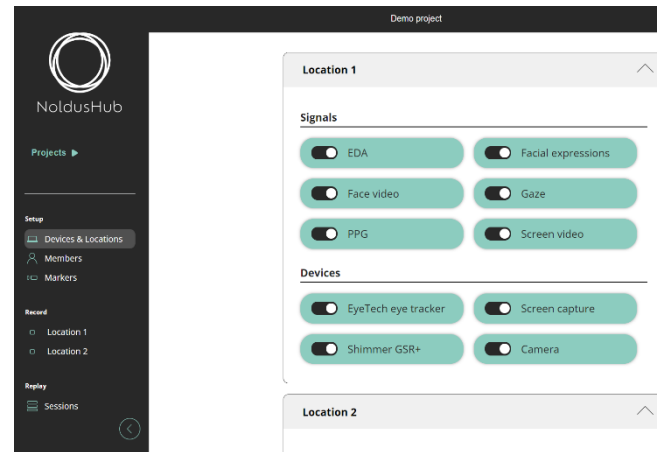 Demo project
NoldusHub
Projects
Setup
Devices & Locations
Members
Markers
Record
Location 1
Location 2
Replay
Sessions
Location 1
Signals
EDA
Facial expressions
Face video
Gaze
PPG
Screen video
Devices
EyeTech eye tracker
Screen capture
Shimmer GSR+
Camera
Location 2